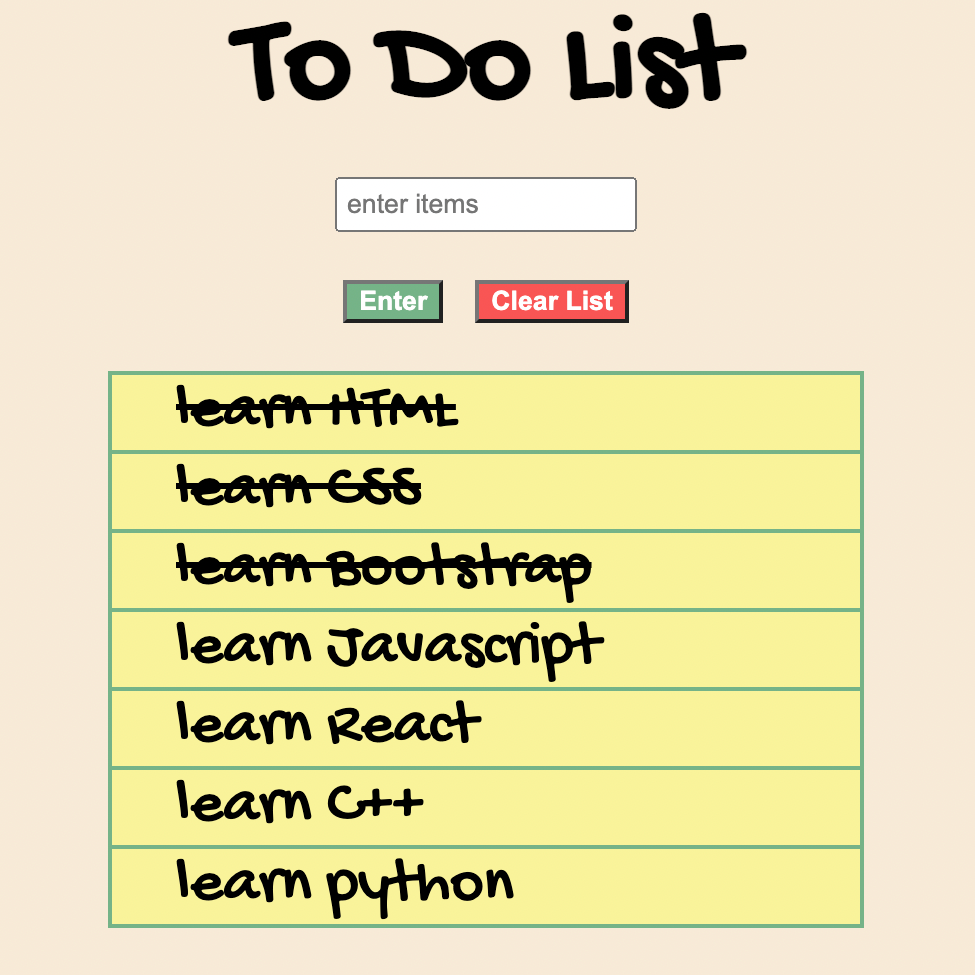 To Do List
enter items
Enter Clear List
learn HTML
learn CSS
learn Bootstrap
learn Javascript
learn React
learn C++
learn python